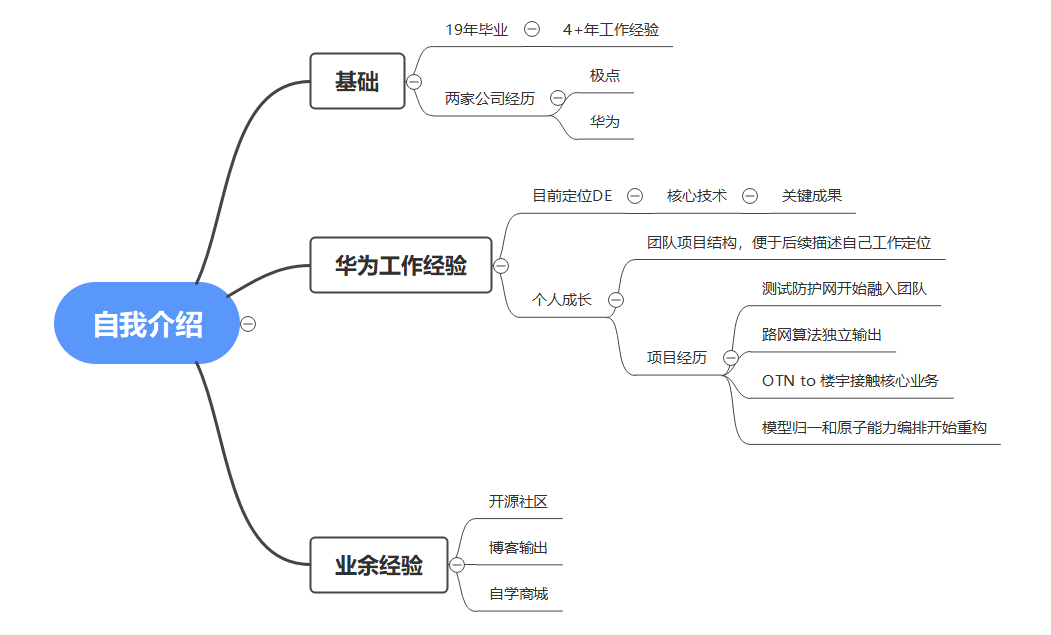 自我介绍
基础
19年毕业
4+年工作经验
两家公司经历
极点
华为
华为工作经验
目前定位DE
核心技术
关键成果
个人成长
团队项目结构，便于后续描述自己工作定位
项目经历
测试防护网开始融入团队
路网算法独立输出
OTN to 楼宇接触核心业务
模型归一和原子能力编排开始重构
业余经验
开源社区
博客输出
自学商城